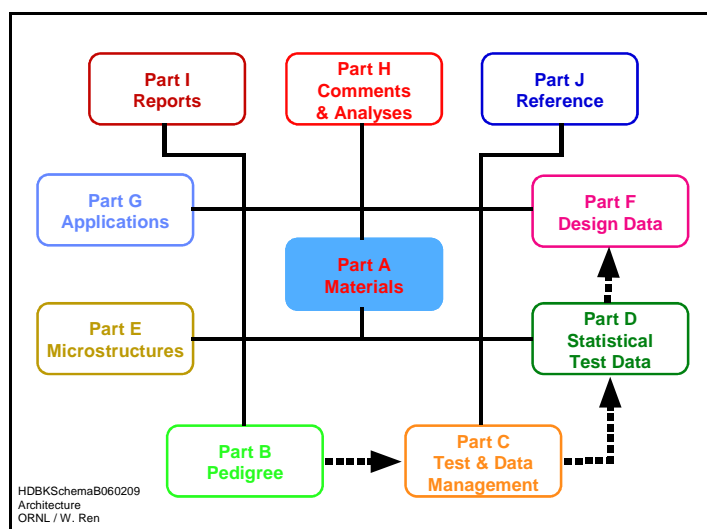 Part I
Reports
Part H
Comments
& Analyses
Part J
Reference
Part G
Applications
Part F
Design Data
Part A
Materials
Part E
Microstructures
Part D
Statistical
Test Data
Part B
Pedigree
Part C
Test & Data
Management
HDBKSchemaB060209
Architecture
ORNL / W. Ren